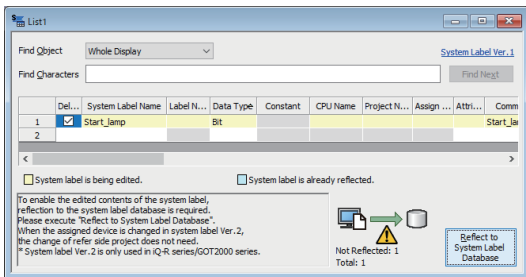 List1
Find Object Whole Display System Label Ver.1
Find Characters Find Next
Del... System Label Name Label N... Data Type Constant CPU Name Project N... Assign ... Attri... Comm
1 Start_lamp Bit Start_lar
2
System label is being edited. System label is already reflected.
To enable the edited contents of the system label,
reflection to the system label database is required.
Please execute "Reflect to System Label Database".
When the assigned device is changed in system label Ver.2,
the change of refer side project does not need.
* System label Ver.2 is only used in iQ-R series/GOT2000 series.
Not Reflected: 1
Total: 1
Reflect to
System Label
Database